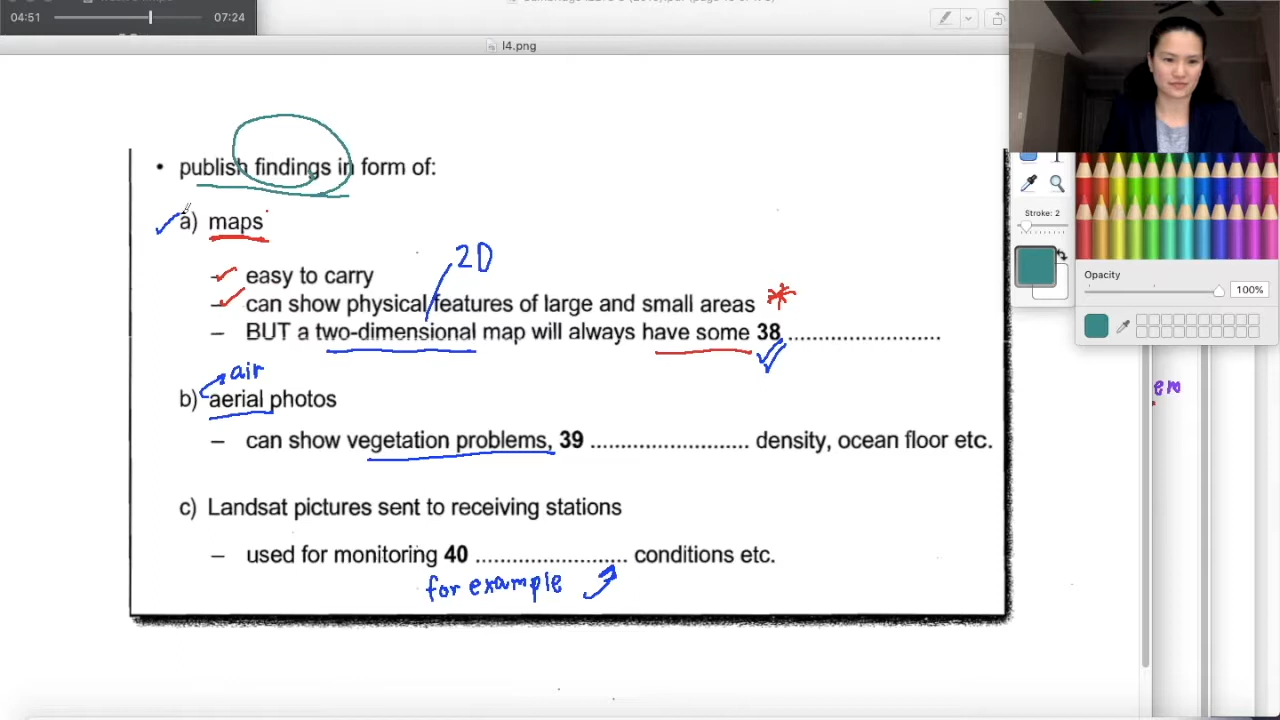 04:51
07:24
l4.png
• publish findings in form of:
a) maps
– easy to carry
2D
– can show physical features of large and small areas *
– BUT a two-dimensional map will always have some 38 ........................
air
b) aerial photos
– can show vegetation problems, 39 ......................... density, ocean floor etc.
c) Landsat pictures sent to receiving stations
– used for monitoring 40 ......................... conditions etc.
for example
Stroke: 2
Opacity
100%